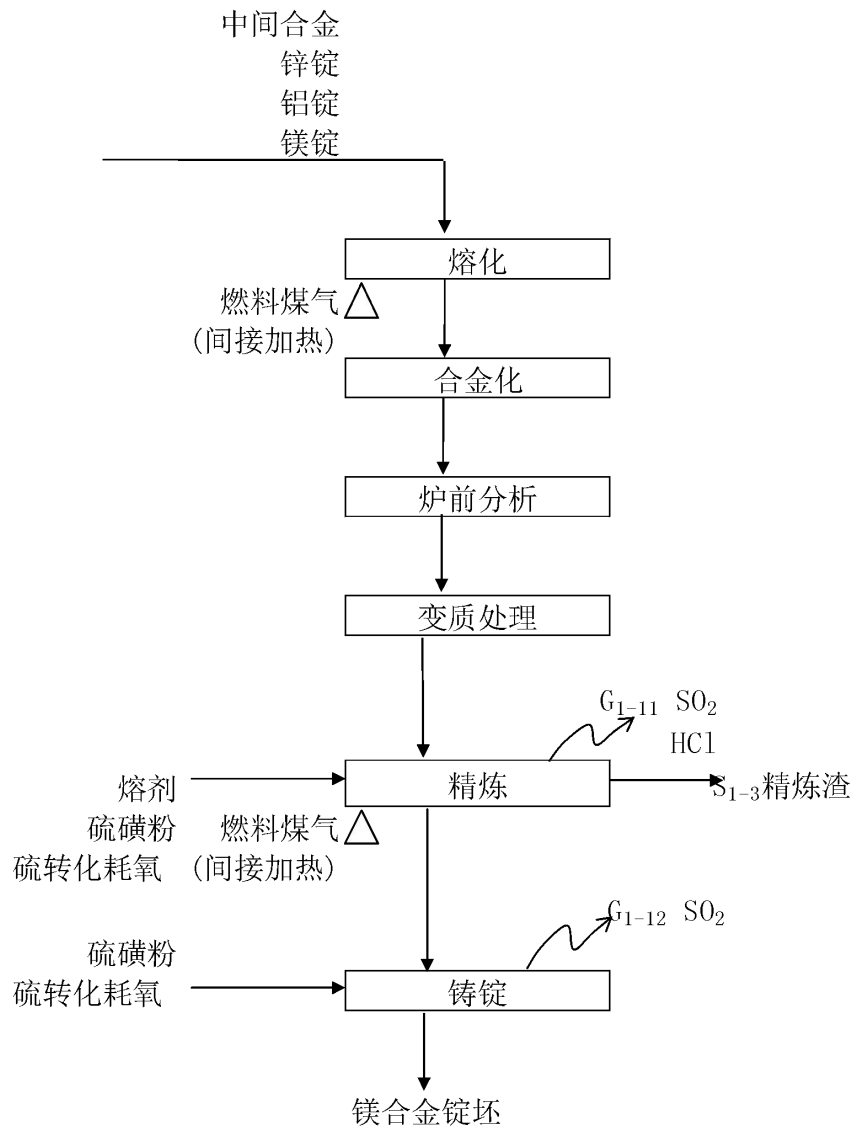 中间合金
锌锭
铝锭
镁锭
熔化
燃料煤气
(间接加热)
合金化
炉前分析
变质处理
G₁₋₁₁ SO₂
HCl
精炼
S₁₋₃精炼渣
熔剂
硫磺粉
硫转化耗氧
燃料煤气
(间接加热)
G₁₋₁₂ SO₂
硫磺粉
硫转化耗氧
铸锭
镁合金锭坯